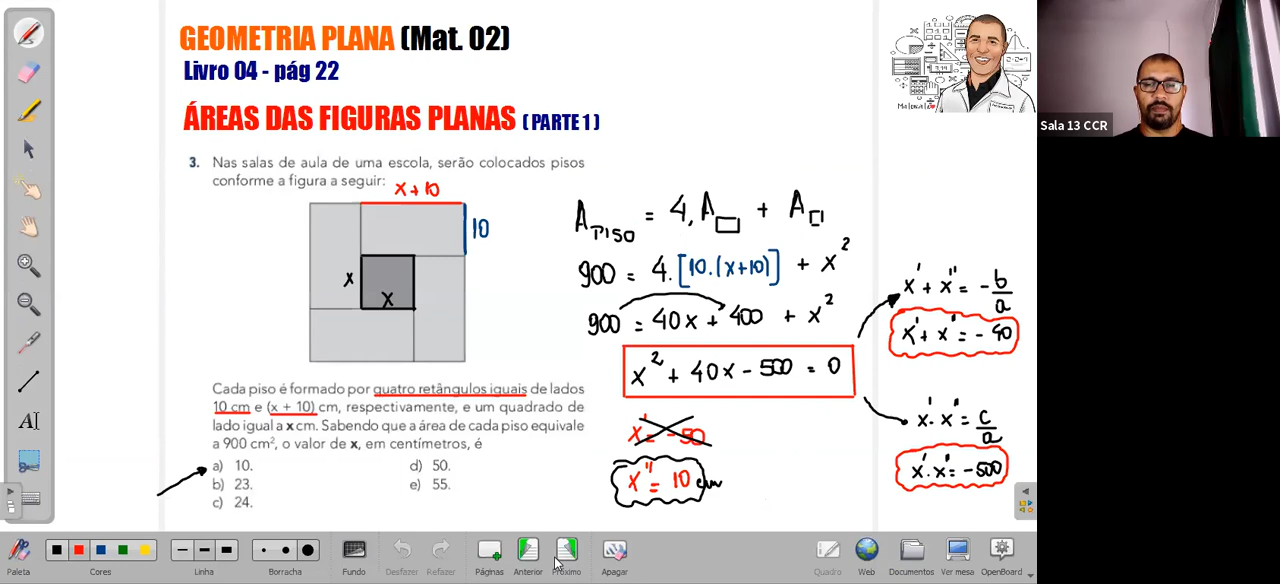 GEOMETRIA PLANA (Mat. 02)
Livro 04 - pág 22
ÁREAS DAS FIGURAS PLANAS ( PARTE 1 )
3. Nas salas de aula de uma escola, serão colocados pisos
conforme a figura a seguir:
x+10
10
x
x
Cada piso é formado por quatro retângulos iguais de lados
10 cm e (x + 10) cm, respectivamente, e um quadrado de
lado igual a x cm. Sabendo que a área de cada piso equivale
a 900 cm², o valor de x, em centímetros, é
a) 10.
b) 23.
c) 24.
d) 50.
e) 55.
A PISO = 4. A▭ + A□
900 = 4. [10.(x+10)] + x²
900 = 40x + 400 + x²
x² + 40x - 500 = 0
x' = -50
x'' = 10 cm
x' + x'' = -b/a
x' + x'' = -40
x' . x'' = c/a
x' . x'' = -500
Sala 13 CCR
Paleta
Cores
Linha
Borracha
Fundo
Desfazer
Refazer
Páginas
Anterior
Próximo
Apagar
Quadro
Web
Documentos
Ver mesa
OpenBoard